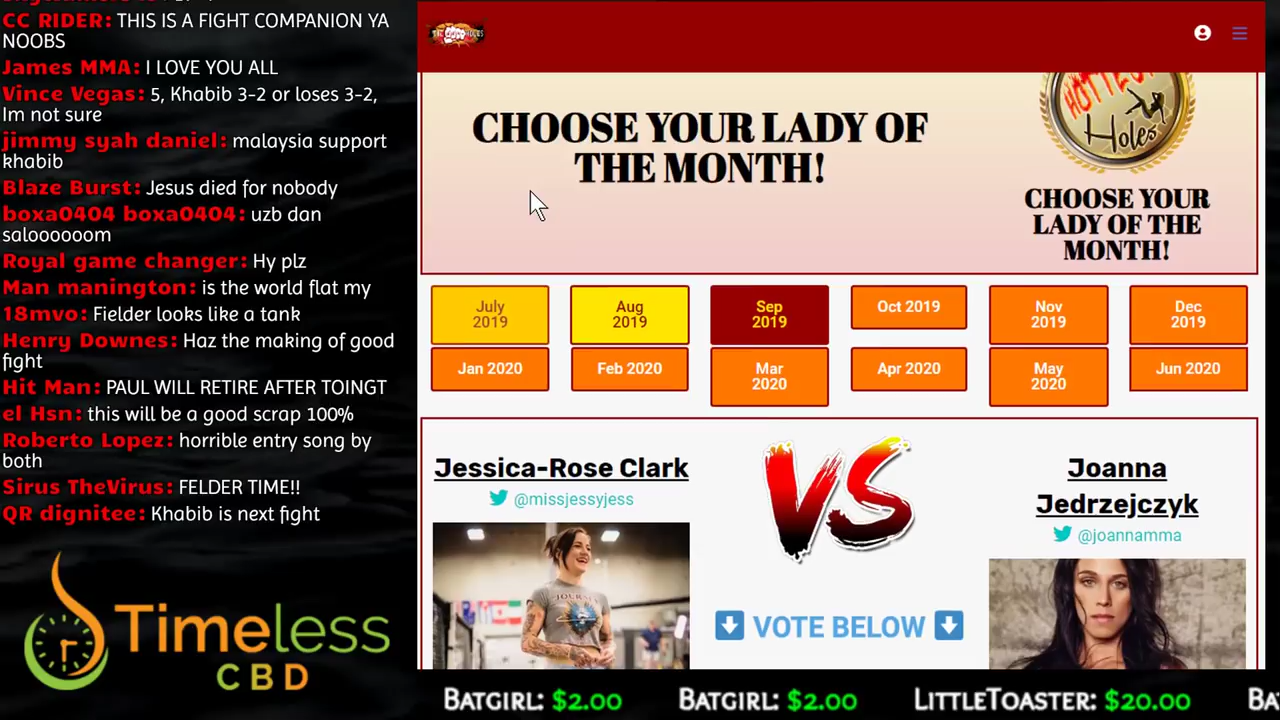 CC RIDER: THIS IS A FIGHT COMPANION YA
NOOBS
James MMA: I LOVE YOU ALL
Vince Vegas: 5, Khabib 3-2 or loses 3-2,
Im not sure
jimmy syah daniel: malaysia support
khabib
Blaze Burst: Jesus died for nobody
boxa0404 boxa0404: uzb dan
saloooooom
Royal game changer: Hy plz
Man manington: is the world flat my
18mvo: Fielder looks like a tank
Henry Downes: Haz the making of good
fight
Hit Man: PAUL WILL RETIRE AFTER TOINGT
el Hsn: this will be a good scrap 100%
Roberto Lopez: horrible entry song by
both
Sirus TheVirus: FELDER TIME!!
QR dignitee: Khabib is next fight
Timeless
CBD
CHOOSE YOUR LADY OF
THE MONTH!
HOTTEST
Holes
CHOOSE YOUR
LADY OF THE
MONTH!
July
2019
Aug
2019
Sep
2019
Oct 2019
Nov
2019
Dec
2019
Jan 2020
Feb 2020
Mar
2020
Apr 2020
May
2020
Jun 2020
Jessica-Rose Clark
@missjessyjess
VS
VOTE BELOW
Joanna
Jedrzejczyk
@joannamma
BATGIRL: $2.00 BATGIRL: $2.00 LITTLETOASTER: $20.00 BA